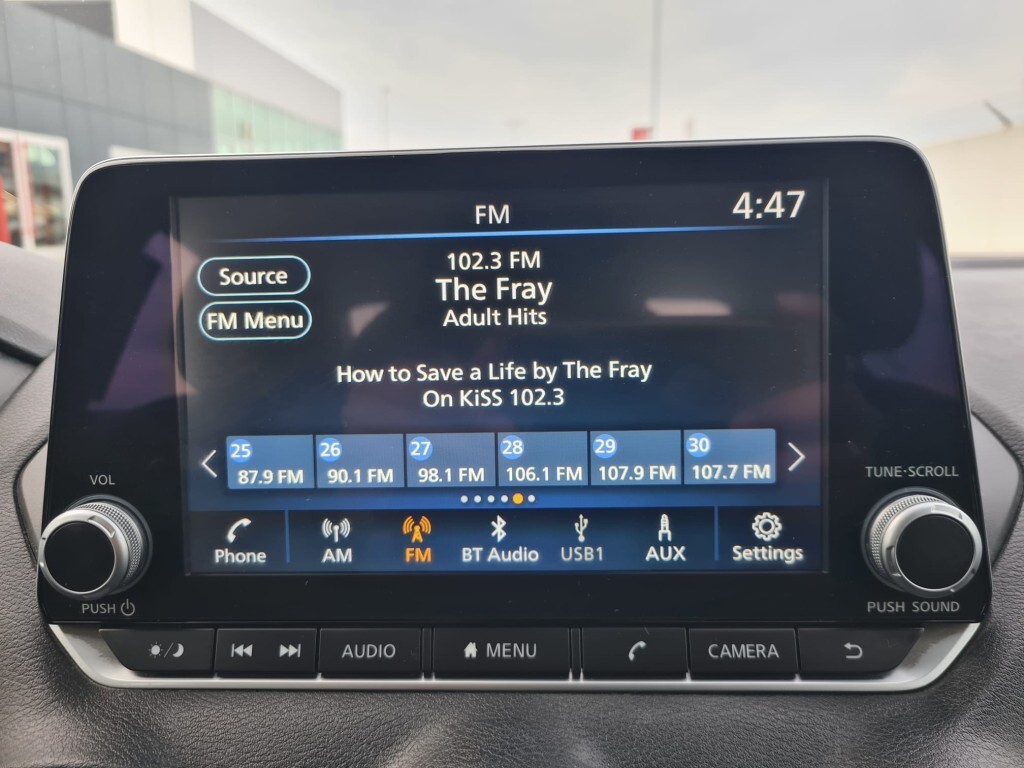 FM
4:47
Source
FM Menu
102.3 FM
The Fray
Adult Hits
How to Save a Life by The Fray
On KiSS 102.3
25 26 27 28 29 30
87.9 FM 90.1 FM 98.1 FM 106.1 FM 107.9 FM 107.7 FM
Phone AM FM BT Audio USB1 AUX Settings
VOL
PUSH
TUNE·SCROLL
PUSH SOUND
AUDIO MENU CAMERA